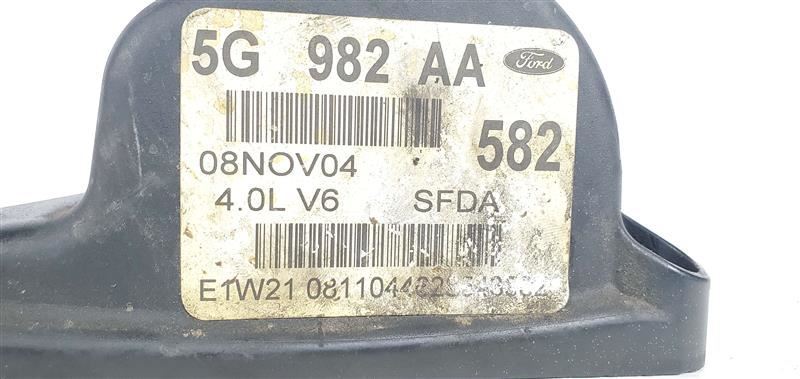 5G 982 AA Ford
582
08NOV04
4.0L V6 SFDA
E1W21